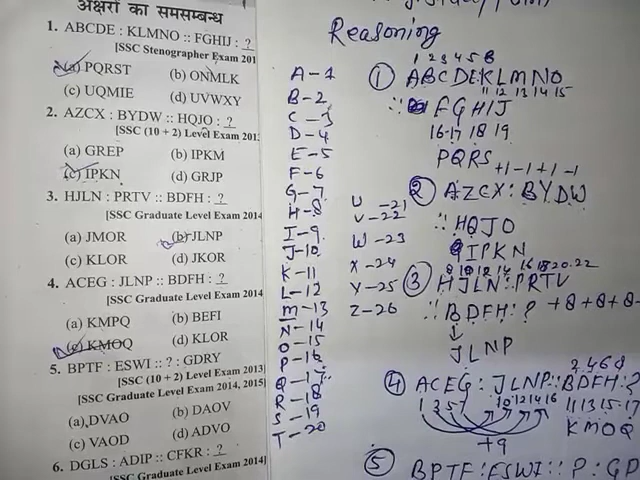 अक्षरों का समसम्बन्ध
1. ABCDE : KLMNO :: FGHIJ : ?
[SSC Stenographer Exam 201
(a) PQRST (b) ONMLK
(c) UQMIE (d) UVWXY
2. AZCX : BYDW :: HQJO : ?
[SSC (10 + 2) Level Exam 201
(a) GREP (b) IPKM
(c) IPKN (d) GRJP
3. HJLN : PRTV :: BDFH : ?
[SSC Graduate Level Exam 2014
(a) JMOR (b) JLNP
(c) KLOR (d) JKOR
4. ACEG : JLNP :: BDFH : ?
[SSC Graduate Level Exam 2014
(a) KMPQ (b) BEFI
(c) KMOQ (d) KLOR
5. BPTF : ESWI :: ? : GDRY
[SSC (10 + 2) Level Exam 2013]
[SSC Graduate Level Exam 2014, 2015]
(a) DVAO (b) DAOV
(c) VAOD (d) ADVO
6. DGLS : ADIP :: CFKR : ?
[SSC Graduate Level Exam 2014]
A-1
B-2
C-3
D-4
E-5
F-6
G-7
H-8
I-9
J-10
K-11
L-12
M-13
N-14
O-15
P-16
Q-17
R-18
S-19
T-20
U-21
V-22
W-23
X-24
Y-25
Z-26
Reasoning
1 2 3 4 5
① ABCDEKLMNO
11 12 13 14 15
∴ FGHIJ
16-17 18 19
PQRS
+1-1+1-1
② AZCX : BYDW
∴ HQJO
IPKN
8 10 12 14 16 18 20.22
③ HJLN : PRTV
∴ BDFH : ? +8+8+8-
↓
JLNP
2 4 6 8
④ ACEG : JLNP :: BDFH : ?
1 3 5 7 10 12 14 16 11 13 15-17
KMOQ
+9
⑤ BPTF : ESWI :: P : GD